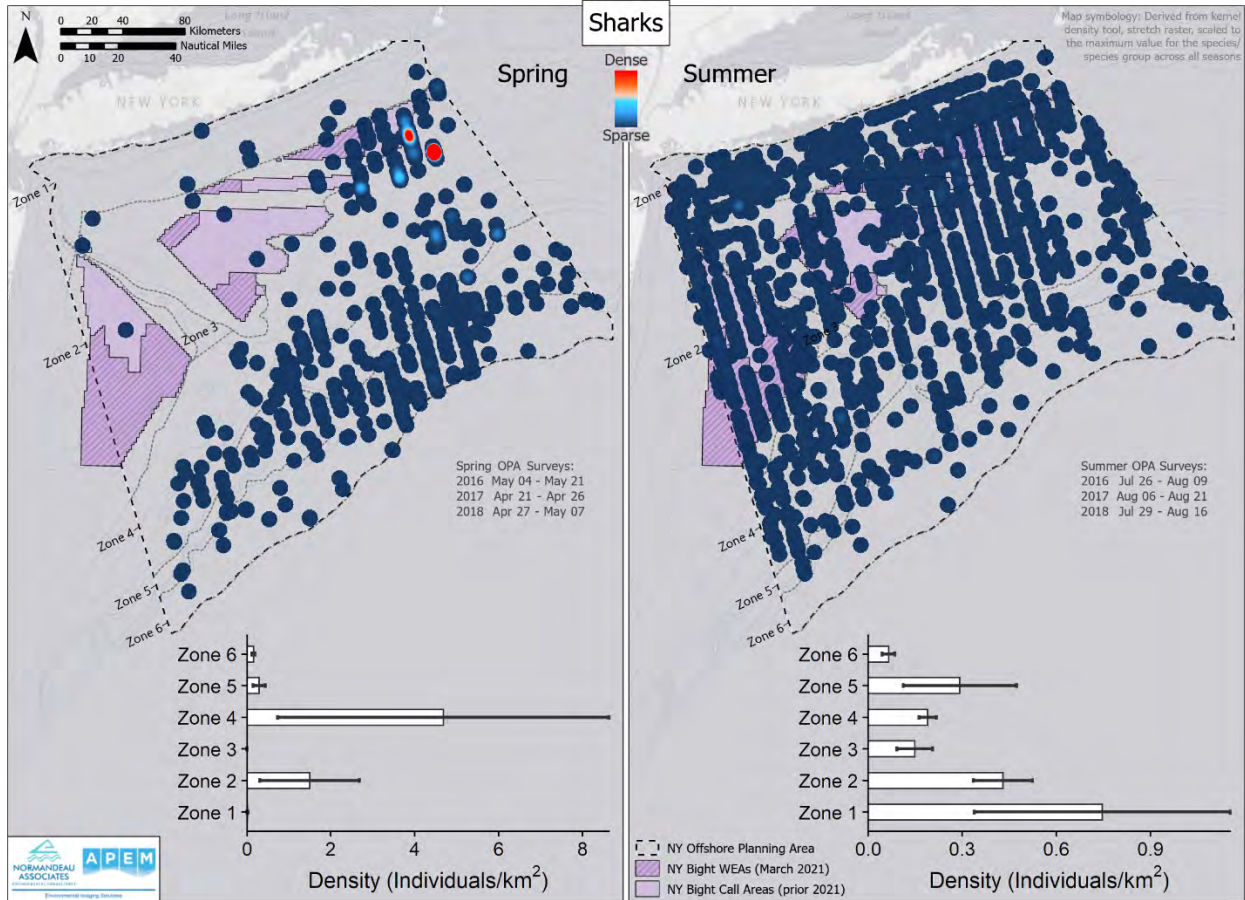 Sharks
N
0 20 40 80
Kilometers
Nautical Miles
0 10 20 40
Long Island
NEW YORK
Spring
Dense
Sparse
Zone 1
Zone 2
Zone 3
Zone 4
Zone 5
Zone 6
Spring OPA Surveys:
2016 May 04 - May 21
2017 Apr 21 - Apr 26
2018 Apr 27 - May 07
Zone 6
Zone 5
Zone 4
Zone 3
Zone 2
Zone 1
0 2 4 6 8
Density (Individuals/km²)
NORMANDEAU
ASSOCIATES
ENVIRONMENTAL CONSULTANTS
APEM
Environmental Imaging Solutions
Summer
Long Island
NEW YORK
Map symbology: Derived from kernel
density tool, stretch raster, scaled to
the maximum value for the species/
species group across all seasons
Zone 1
Zone 2
Zone 3
Zone 4
Zone 5
Zone 6
Summer OPA Surveys:
2016 Jul 26 - Aug 09
2017 Aug 06 - Aug 21
2018 Jul 29 - Aug 16
Zone 6
Zone 5
Zone 4
Zone 3
Zone 2
Zone 1
0.0 0.3 0.6 0.9
Density (Individuals/km²)
NY Offshore Planning Area
NY Bight WEAs (March 2021)
NY Bight Call Areas (prior 2021)